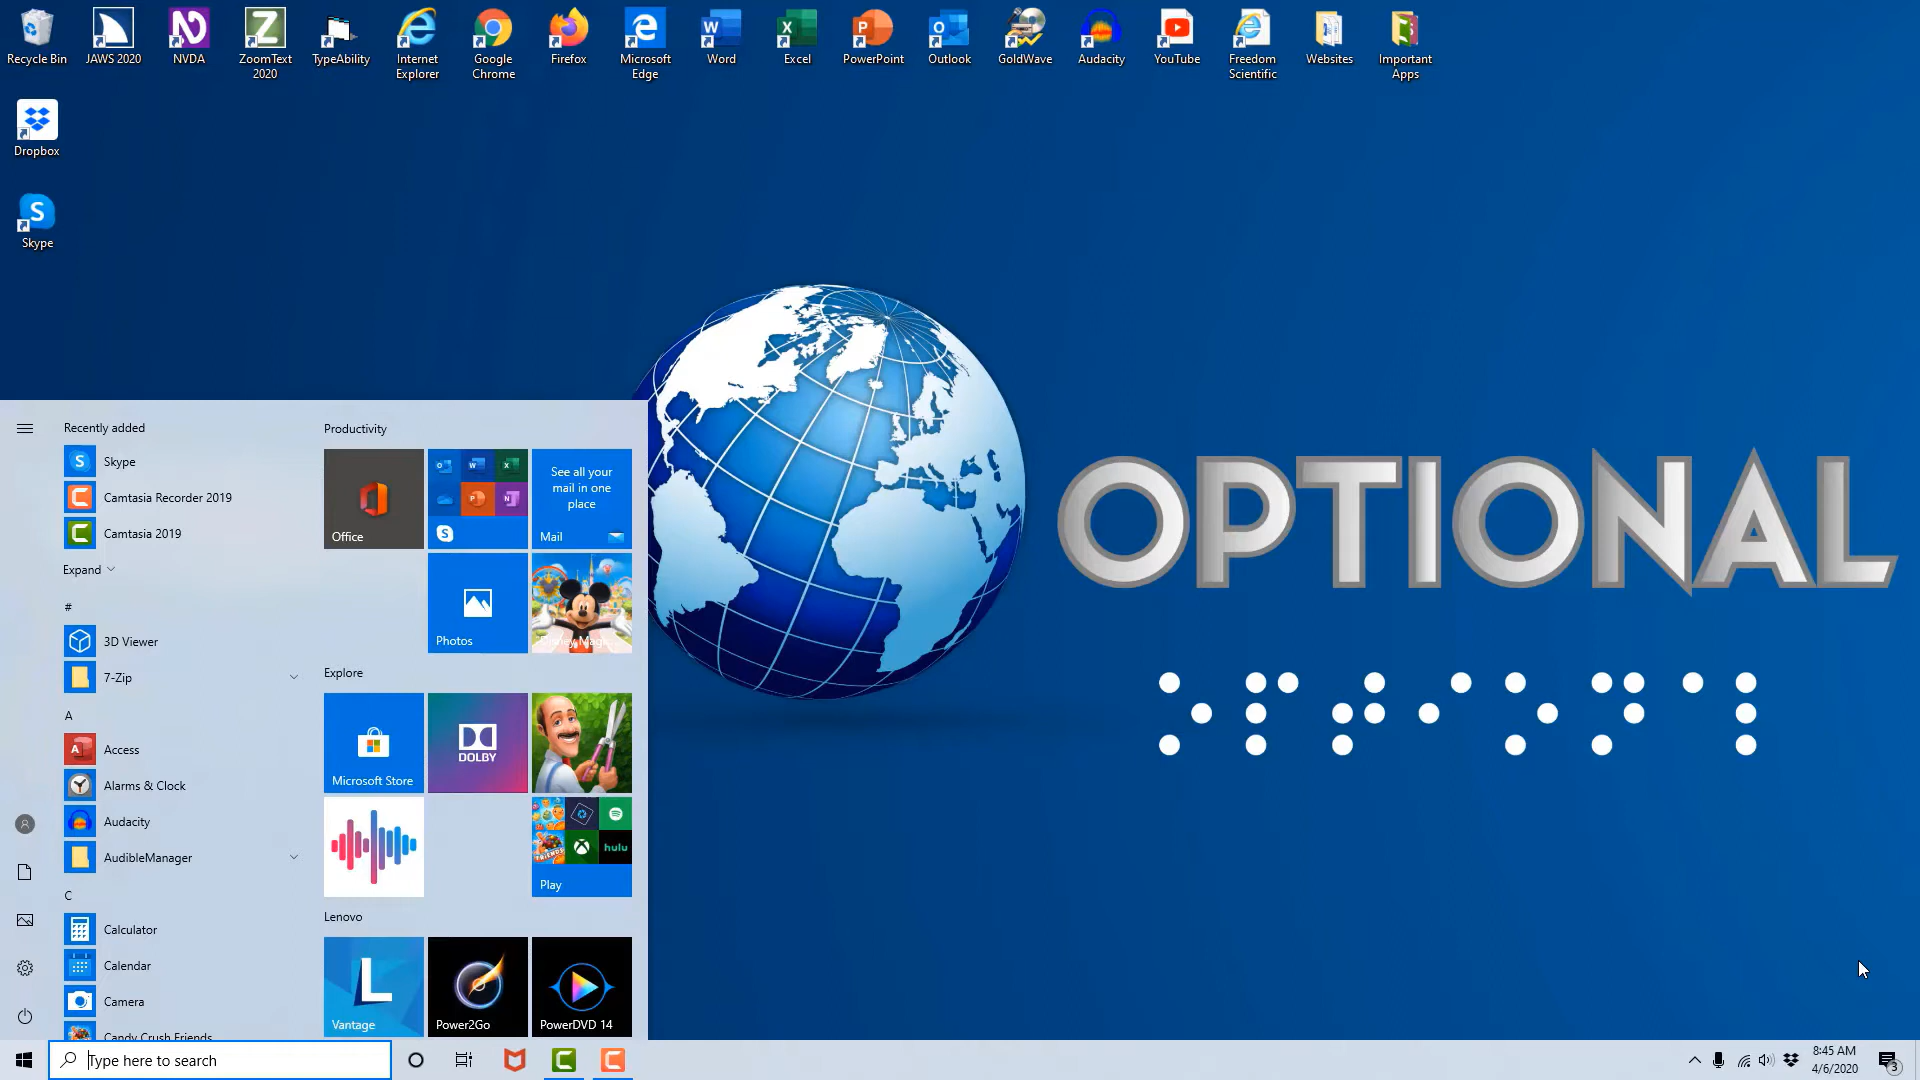 Recycle Bin
JAWS 2020
NVDA
ZoomText
2020
TypeAbility
Internet
Explorer
Google
Chrome
Firefox
Microsoft
Edge
Word
Excel
PowerPoint
Outlook
GoldWave
Audacity
YouTube
Freedom
Scientific
Websites
Important
Apps
Dropbox
Skype
OPTIONAL
⠕⠏⠞⠊⠕⠝⠁⠇
Recently added
Skype
Camtasia Recorder 2019
Camtasia 2019
Expand
#
3D Viewer
7-Zip
A
Access
Alarms & Clock
Audacity
AudibleManager
C
Calculator
Calendar
Camera
Candy Crush Friends
Productivity
Office
See all your
mail in one
place
Mail
Photos
Disney Magic
Explore
Microsoft Store
DOLBY
hulu
Play
Lenovo
L
Vantage
Power2Go
PowerDVD 14
Type here to search
8:45 AM
4/6/2020
3